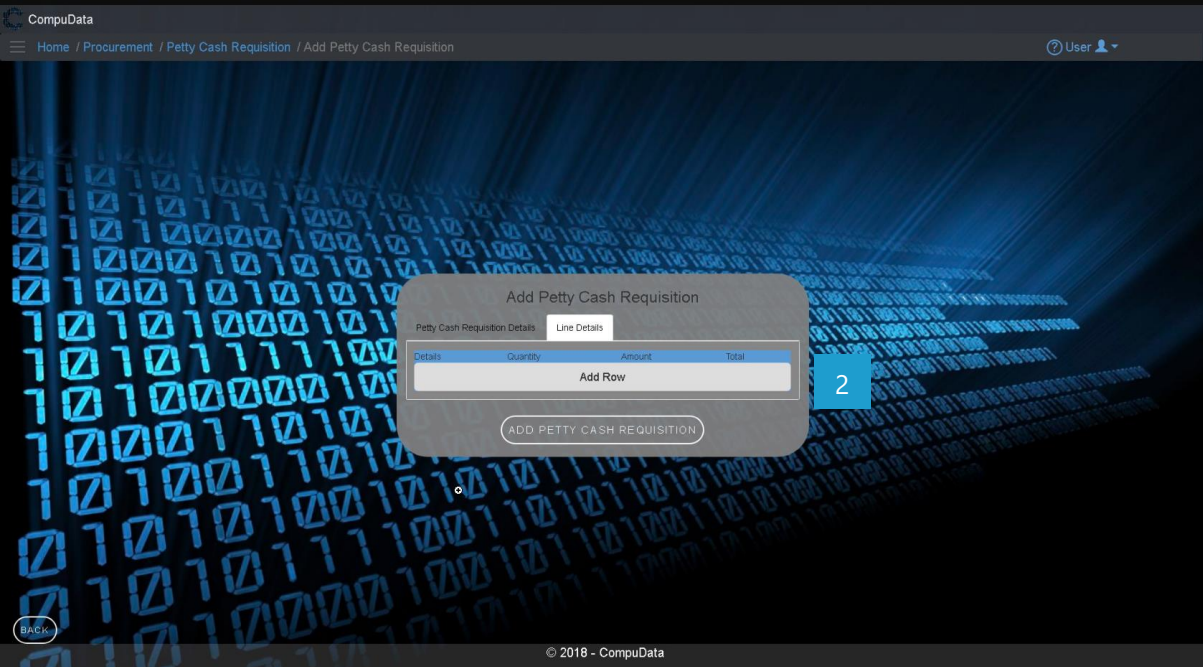 CompuData
Home / Procurement / Petty Cash Requisition / Add Petty Cash Requisition
? User
Add Petty Cash Requisition
Petty Cash Requisition Details Line Details
Details Quantity Amount Total
Add Row
2
ADD PETTY CASH REQUISITION
BACK
© 2018 - CompuData